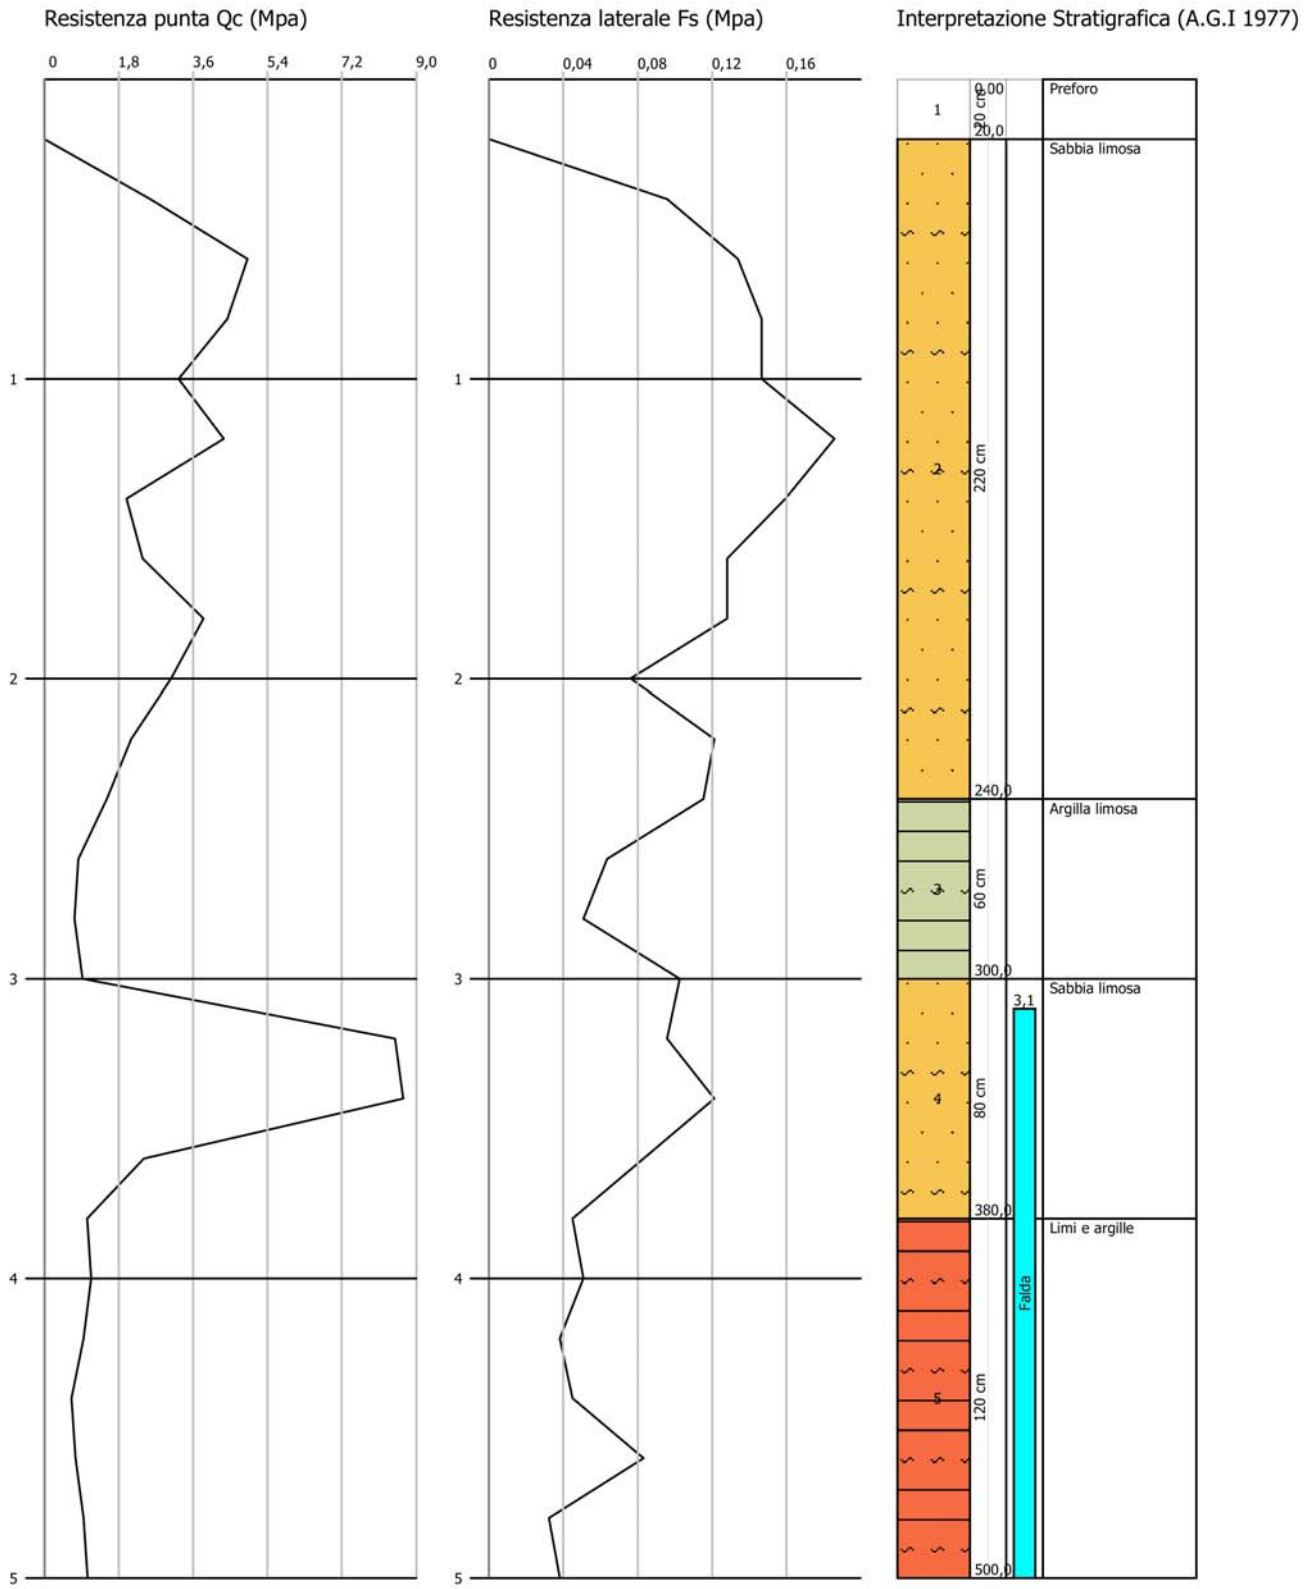 Resistenza punta Qc (Mpa)
0 1,8 3,6 5,4 7,2 9,0
1
2
3
4
5
Resistenza laterale Fs (Mpa)
0 0,04 0,08 0,12 0,16
1
2
3
4
5
Interpretazione Stratigrafica (A.G.I 1977)
1
0,00
20 cm
20,0
Preforo
2
220 cm
240,0
Sabbia limosa
3
60 cm
300,0
Argilla limosa
4
80 cm
380,0
3,1
Sabbia limosa
5
120 cm
500,0
Falda
Limi e argille